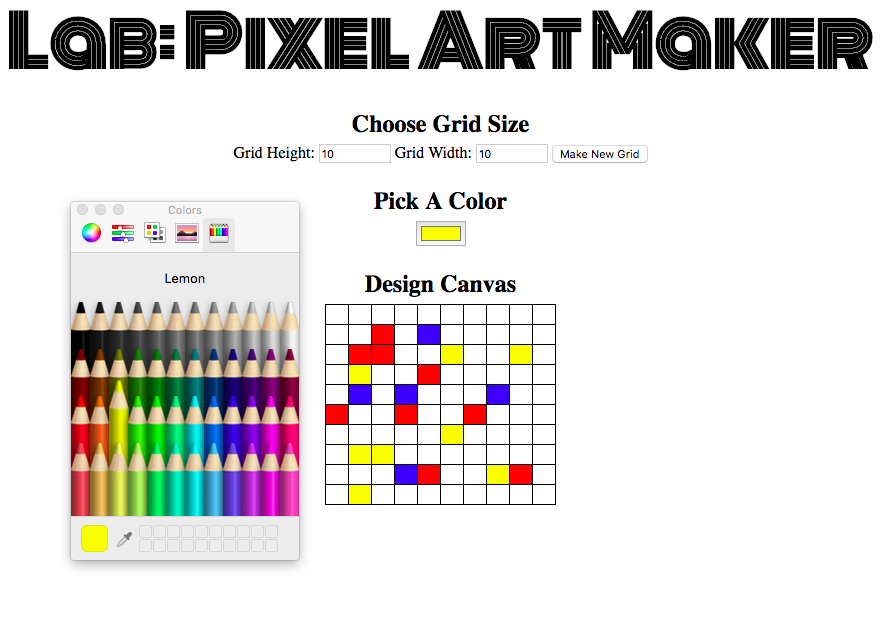 Lab: Pixel Art Maker
Choose Grid Size
Grid Height: 10 Grid Width: 10 Make New Grid
Pick A Color
Colors
Lemon
Design Canvas